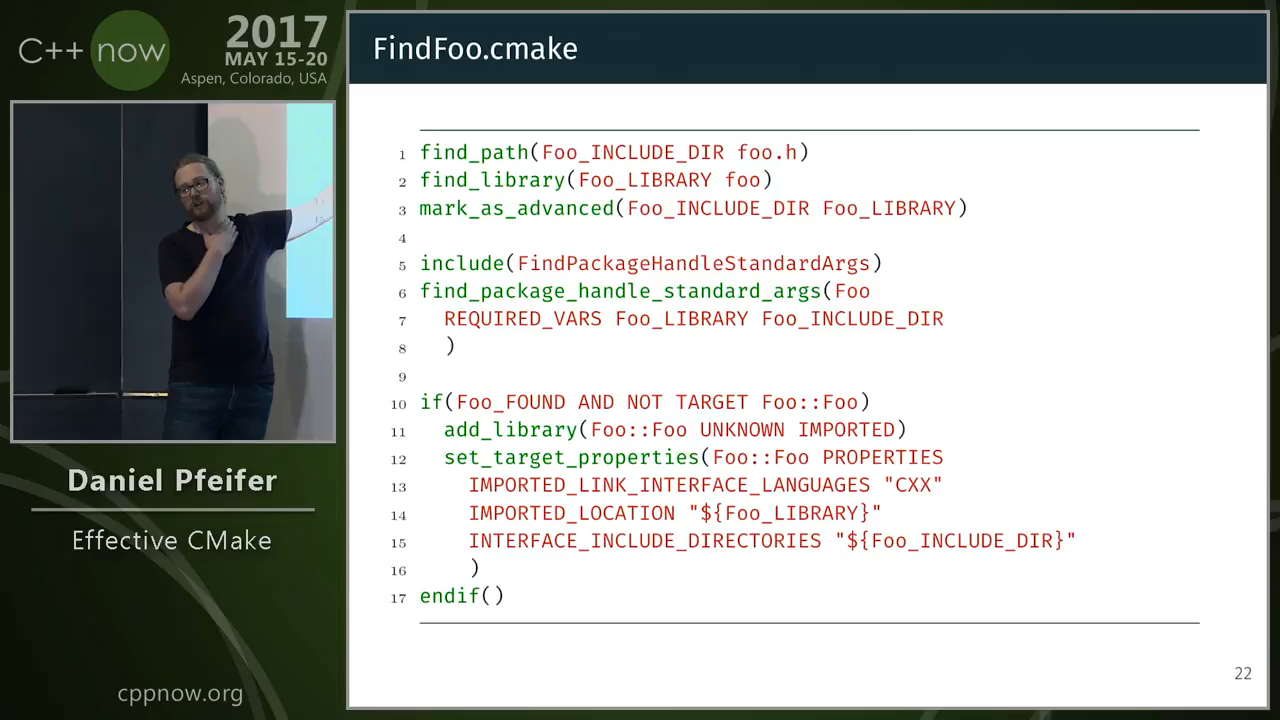 C++ now
2017
MAY 15-20
Aspen, Colorado, USA
Daniel Pfeifer
Effective CMake
cppnow.org
FindFoo.cmake
1 find_path(Foo_INCLUDE_DIR foo.h)
2 find_library(Foo_LIBRARY foo)
3 mark_as_advanced(Foo_INCLUDE_DIR Foo_LIBRARY)
4
5 include(FindPackageHandleStandardArgs)
6 find_package_handle_standard_args(Foo
7 REQUIRED_VARS Foo_LIBRARY Foo_INCLUDE_DIR
8 )
9
10 if(Foo_FOUND AND NOT TARGET Foo::Foo)
11 add_library(Foo::Foo UNKNOWN IMPORTED)
12 set_target_properties(Foo::Foo PROPERTIES
13 IMPORTED_LINK_INTERFACE_LANGUAGES "CXX"
14 IMPORTED_LOCATION "${Foo_LIBRARY}"
15 INTERFACE_INCLUDE_DIRECTORIES "${Foo_INCLUDE_DIR}"
16 )
17 endif()
22